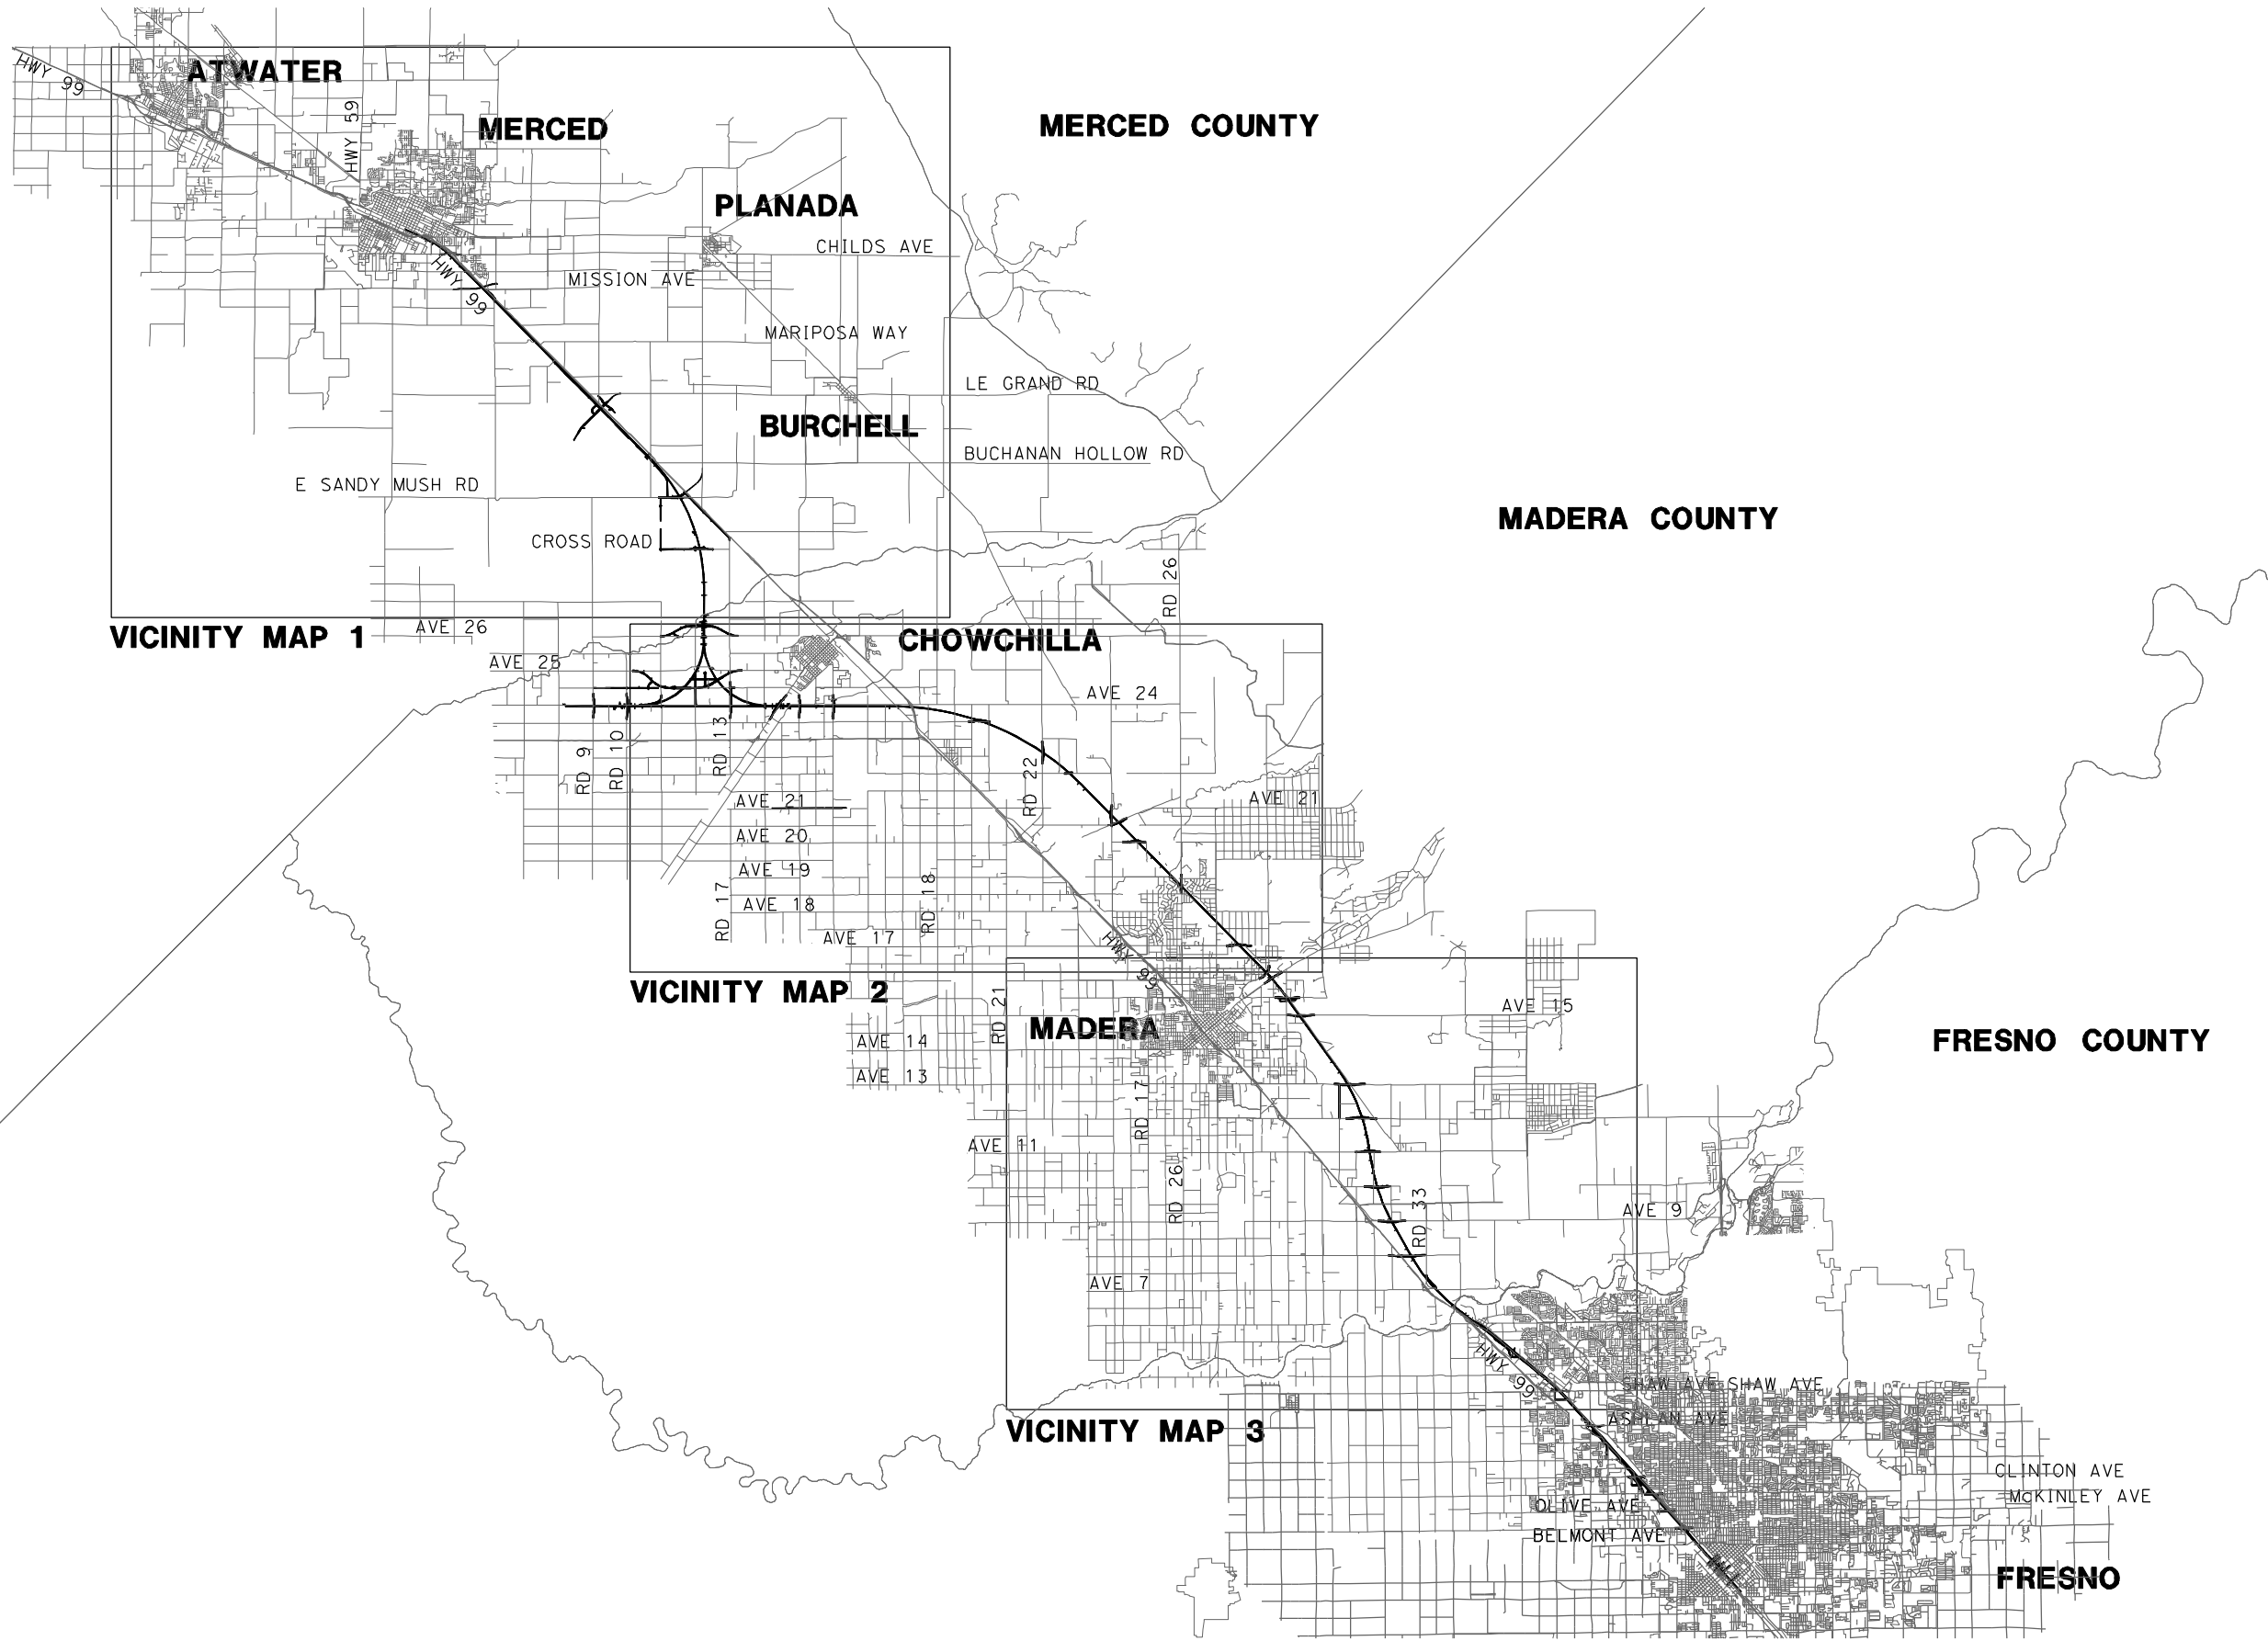 HWY 99
ATWATER
HWY 59
MERCED
MERCED COUNTY
PLANADA
CHILDS AVE
HWY 99
MISSION AVE
MARIPOSA WAY
LE GRAND RD
BURCHELL
BUCHANAN HOLLOW RD
E SANDY MUSH RD
MADERA COUNTY
CROSS ROAD
RD 26
AVE 26
VICINITY MAP 1
CHOWCHILLA
AVE 25
AVE 24
RD 9
RD 10
RD 13
RD 22
AVE 21
AVE 21
AVE 20
AVE 19
RD 17
AVE 18
RD 18
AVE 17
HWY 99
VICINITY MAP 2
RD 21
AVE 15
MADERA
FRESNO COUNTY
AVE 14
AVE 13
RD 17
AVE 11
RD 26
RD 33
AVE 9
AVE 7
HWY 99
SHAW AVE SHAW AVE
ASHLAN AVE
VICINITY MAP 3
CLINTON AVE
McKINLEY AVE
OLIVE AVE
BELMONT AVE
FRESNO